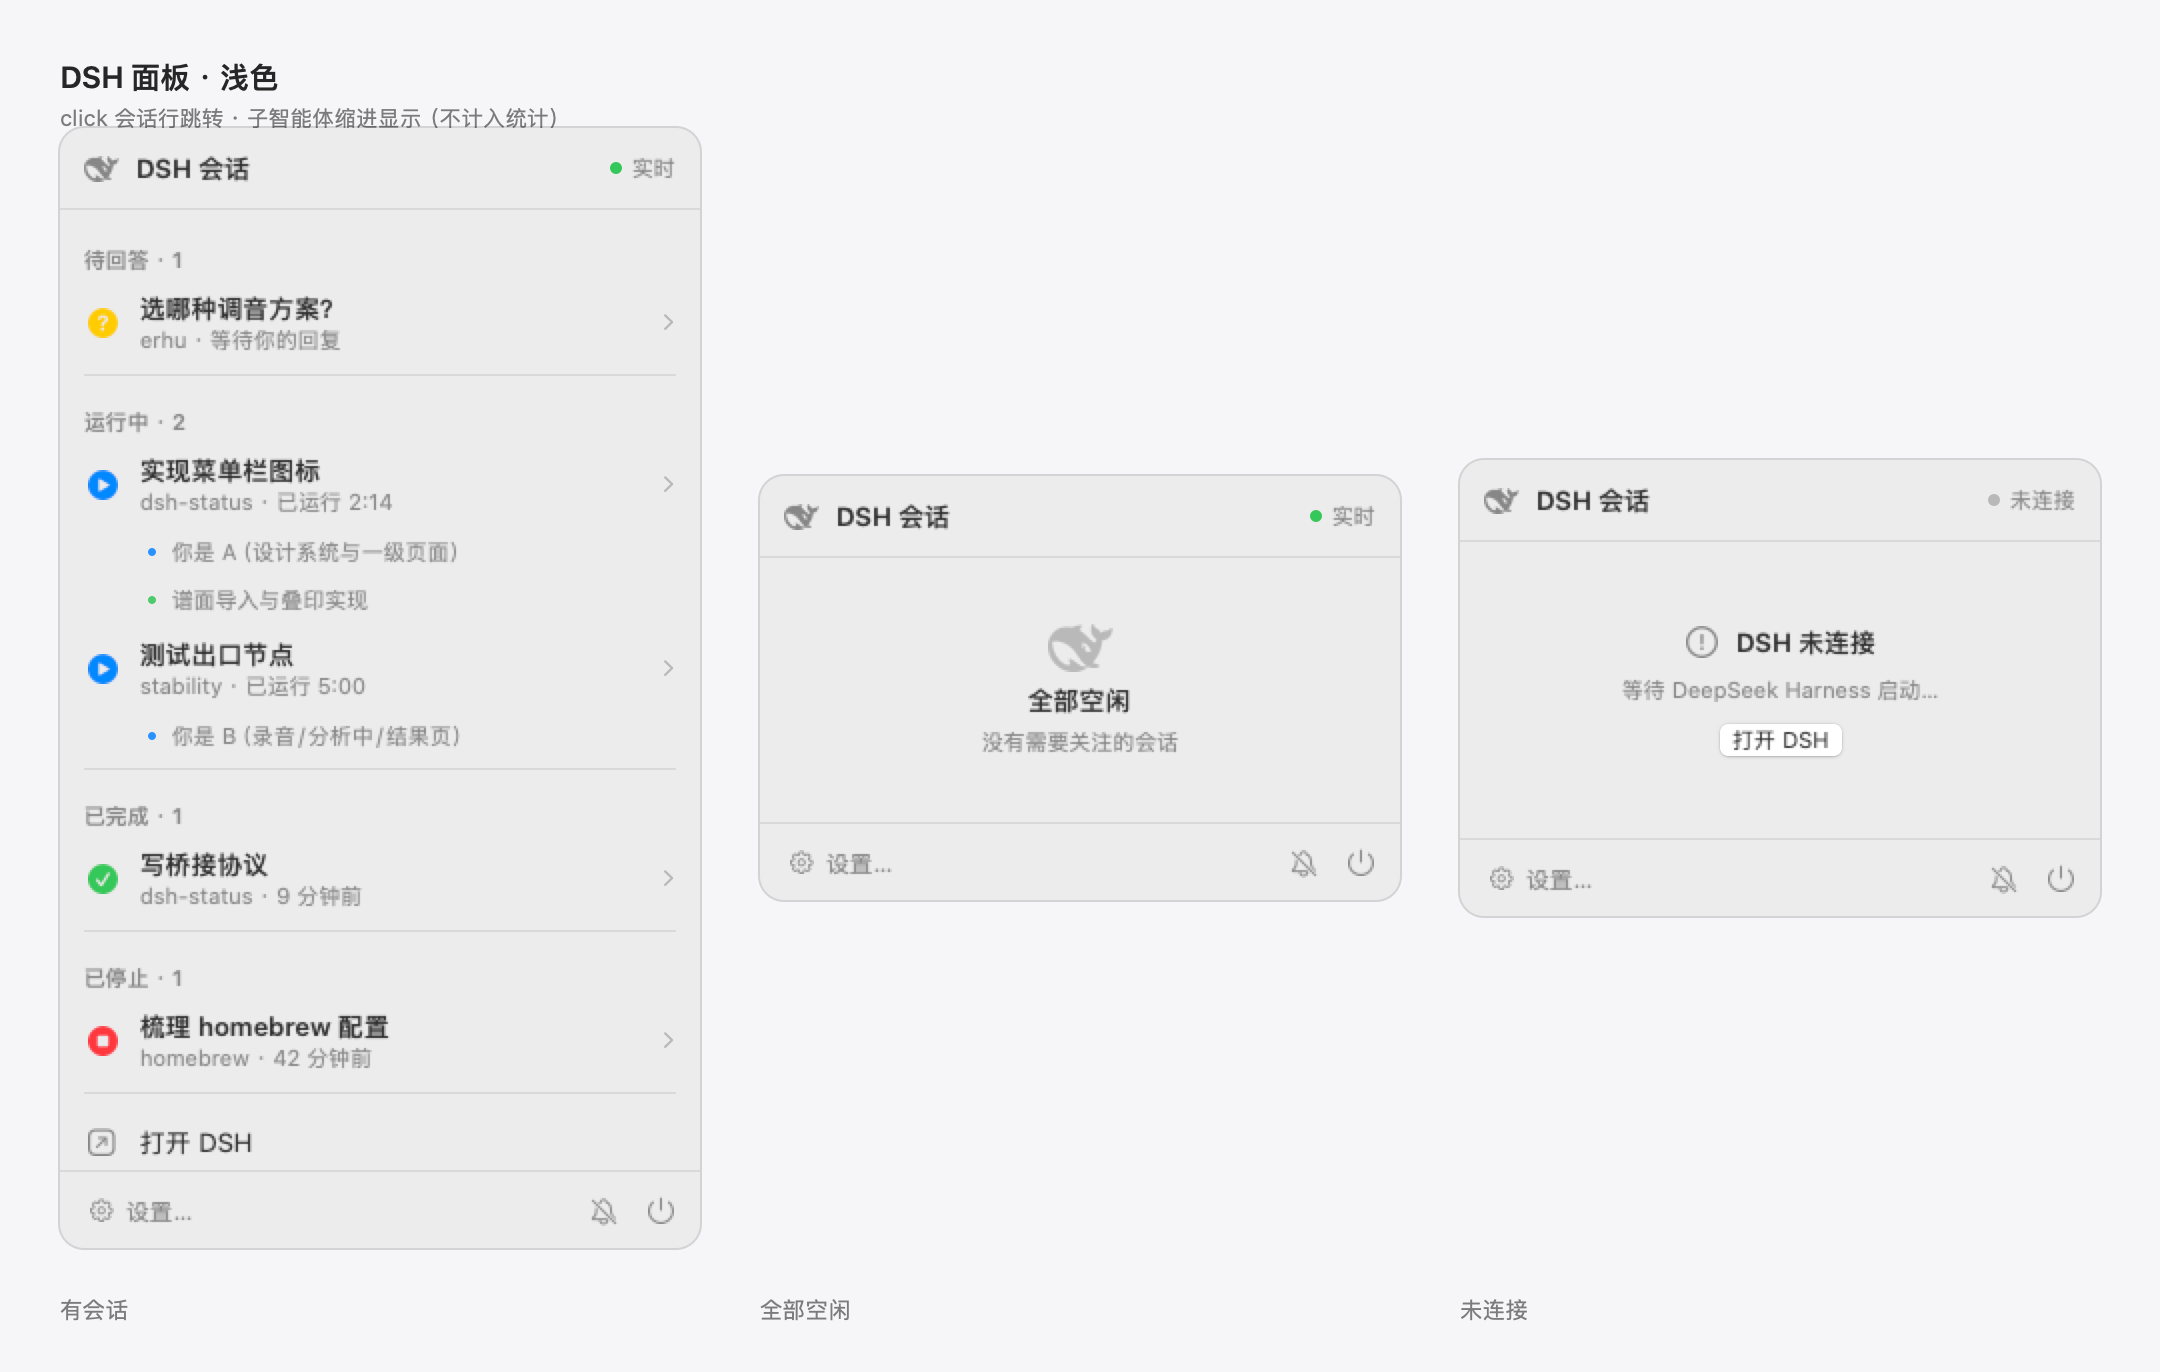 DSH 面板 · 浅色
click 会话行跳转 · 子智能体缩进显示（不计入统计）
DSH 会话
实时
待回答 · 1
选哪种调音方案?
erhu · 等待你的回复
运行中 · 2
实现菜单栏图标
dsh-status · 已运行 2:14
你是 A (设计系统与一级页面)
谱面导入与叠印实现
测试出口节点
stability · 已运行 5:00
你是 B (录音/分析中/结果页)
已完成 · 1
写桥接协议
dsh-status · 9 分钟前
已停止 · 1
梳理 homebrew 配置
homebrew · 42 分钟前
打开 DSH
设置...
有会话
DSH 会话
实时
全部空闲
没有需要关注的会话
设置...
全部空闲
DSH 会话
未连接
DSH 未连接
等待 DeepSeek Harness 启动...
打开 DSH
设置...
未连接